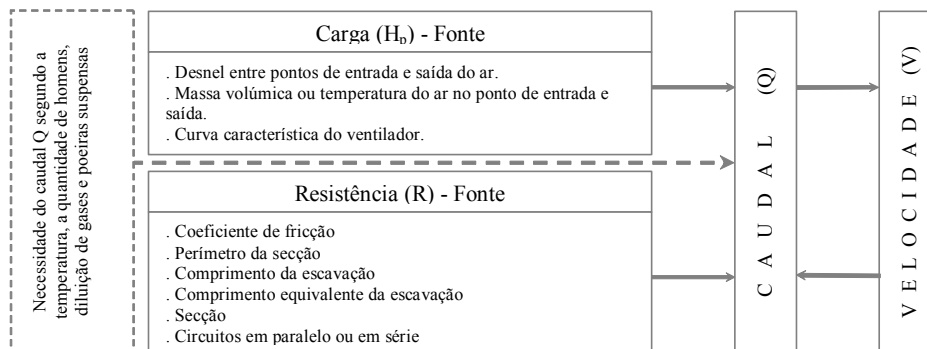 Necessidade do caudal Q segundo a
temperatura, a quantidade de homens,
diluição de gases e poeiras suspensas
Carga (Hₚ) - Fonte
. Desnel entre pontos de entrada e saída do ar.
. Massa volúmica ou temperatura do ar no ponto de entrada e
saída.
. Curva característica do ventilador.
Resistência (R) - Fonte
. Coeficiente de fricção
. Perímetro da secção
. Comprimento da escavação
. Comprimento equivalente da escavação
. Secção
. Circuitos em paralelo ou em série
CAUDAL (Q)
VELOCIDADE (V)